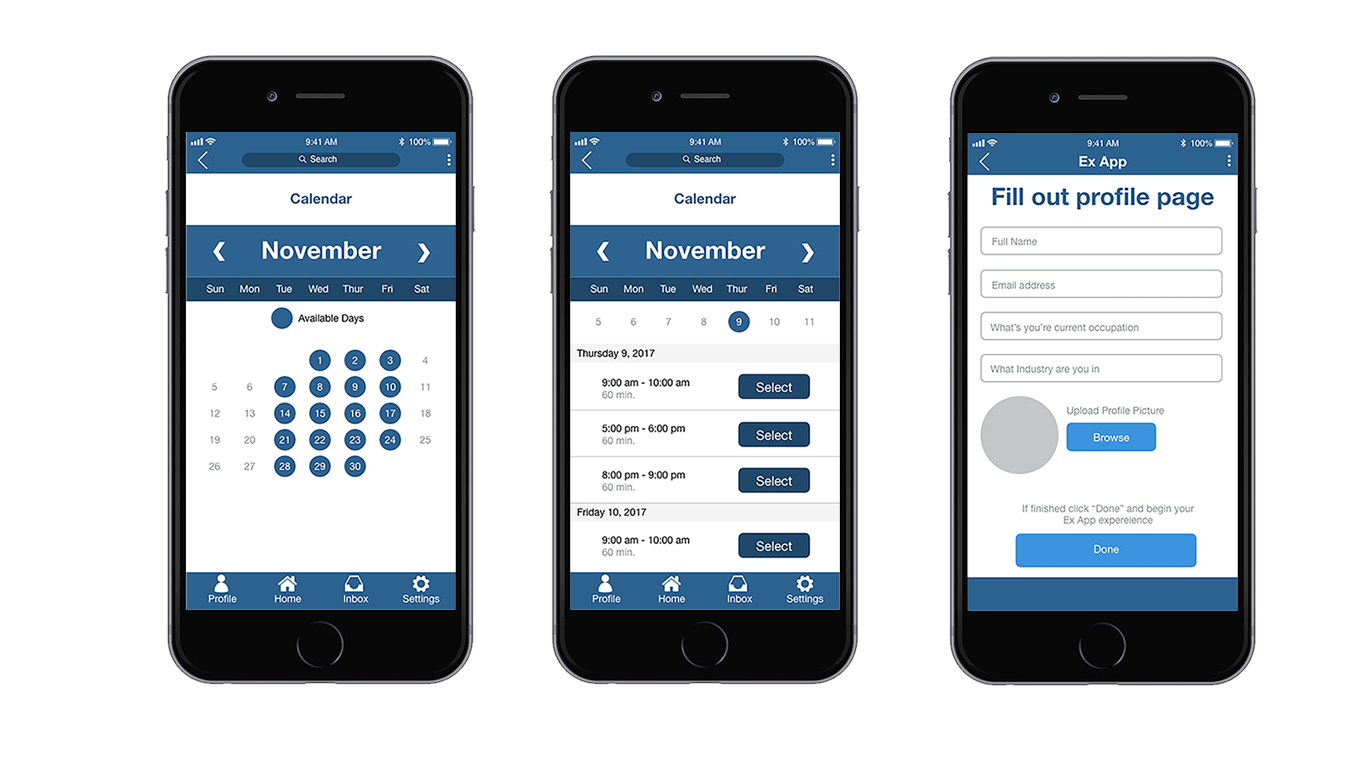 9:41 AM
100%
Search
Calendar
November
Sun Mon Tue Wed Thur Fri Sat
Available Days
1 2 3 4
5 6 7 8 9 10 11
12 13 14 15 16 17 18
19 20 21 22 23 24 25
26 27 28 29 30
Profile Home Inbox Settings
9:41 AM
100%
Search
Calendar
November
Sun Mon Tue Wed Thur Fri Sat
5 6 7 8 9 10 11
Thursday 9, 2017
9:00 am - 10:00 am
60 min.
Select
5:00 pm - 6:00 pm
60 min.
Select
8:00 pm - 9:00 pm
60 min.
Select
Friday 10, 2017
9:00 am - 10:00 am
60 min.
Select
Profile Home Inbox Settings
9:41 AM
100%
Ex App
Fill out profile page
Full Name
Email address
What's you're current occupation
What Industry are you in
Upload Profile Picture
Browse
If finished click “Done” and begin your
Ex App expereience
Done